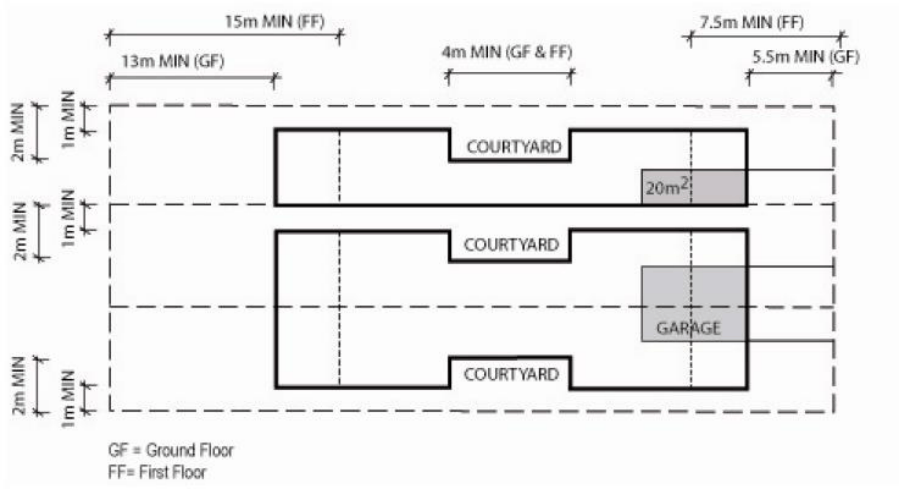 15m MIN (FF)
7.5m MIN (FF)
13m MIN (GF)
4m MIN (GF & FF)
5.5m MIN (GF)
2m MIN
1m MIN
COURTYARD
20m²
2m MIN
1m MIN
COURTYARD
GARAGE
2m MIN
1m MIN
COURTYARD
GF = Ground Floor
FF= First Floor